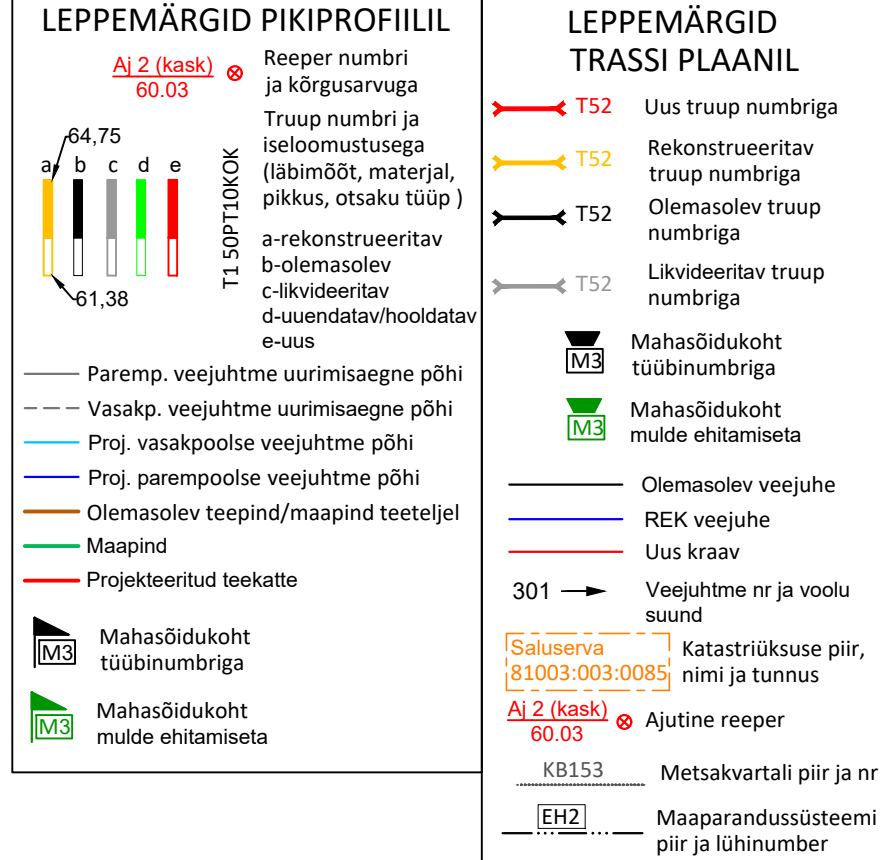 LEPPEMÄRGID PIKIPROFIILIL
Aj 2 (kask)
60.03
Reeper numbri
ja kõrgusarvuga
64,75
a b c d e
61,38
T1 50PT10KOK
Truup numbri ja
iseloomustusega
(läbimõõt, materjal,
pikkus, otsaku tüüp )
a-rekonstrueeritav
b-olemasolev
c-likvideeritav
d-uuendatav/hooldatav
e-uus
Paremp. veejuhtme uurimisaegne põhi
Vasakp. veejuhtme uurimisaegne põhi
Proj. vasakpoolse veejuhtme põhi
Proj. parempoolse veejuhtme põhi
Olemasolev teepind/maapind teeteljel
Maapind
Projekteeritud teekatte
M3
Mahasõidukoht
tüübinumbriga
M3
Mahasõidukoht
mulde ehitamiseta
LEPPEMÄRGID
TRASSI PLAANIL
T52 Uus truup numbriga
T52
Rekonstrueeritav
truup numbriga
T52
Olemasolev truup
numbriga
T52
Likvideeritav truup
numbriga
M3
Mahasõidukoht
tüübinumbriga
M3
Mahasõidukoht
mulde ehitamiseta
Olemasolev veejuhe
REK veejuhe
Uus kraav
301
Veejuhtme nr ja voolu
suund
Saluserva
81003:003:0085
Katastriüksuse piir,
nimi ja tunnus
Aj 2 (kask)
60.03
Ajutine reeper
KB153 Metsakvartali piir ja nr
EH2
Maaparandussüsteemi
piir ja lühinumber